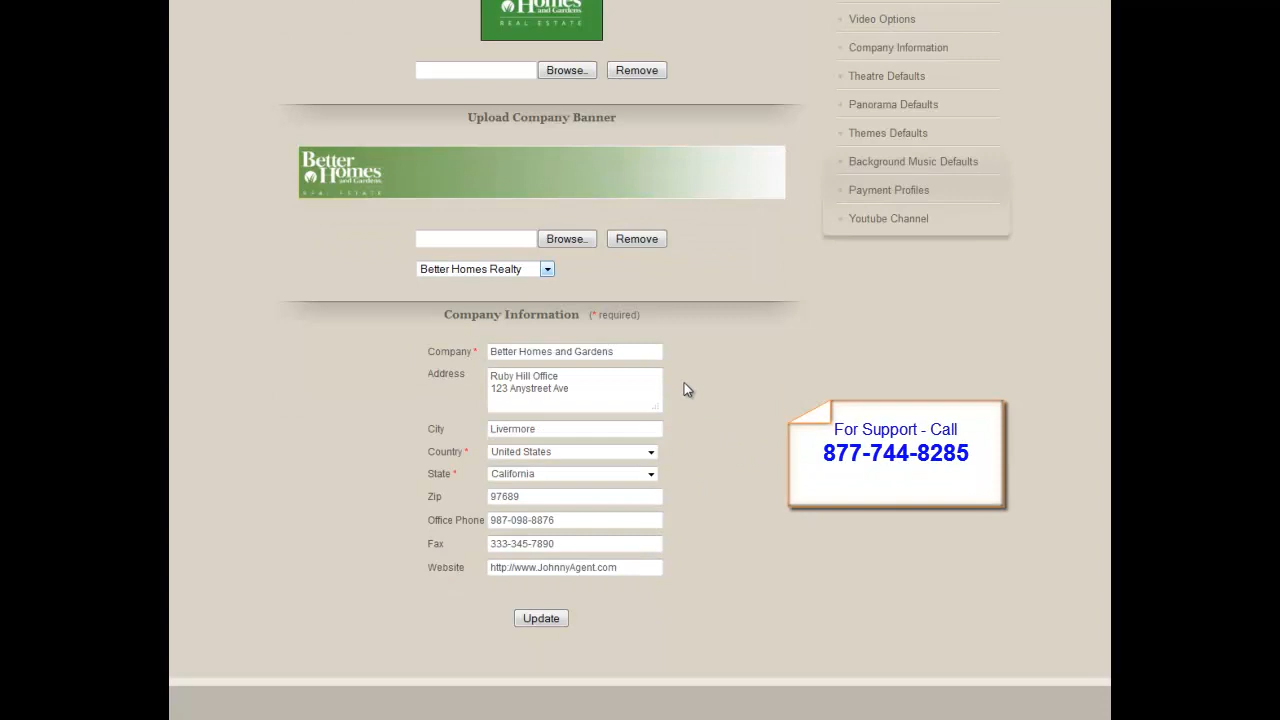 Homes
and Gardens
REAL ESTATE
Browse..
Remove
Upload Company Banner
Better
Homes
and Gardens
REAL ESTATE
Browse..
Remove
Better Homes Realty
Company Information (* required)
Company * Better Homes and Gardens
Address Ruby Hill Office
123 Anystreet Ave
City Livermore
Country * United States
State * California
Zip 97689
Office Phone 987-098-8876
Fax 333-345-7890
Website http://www.JohnnyAgent.com
Update
Video Options
Company Information
Theatre Defaults
Panorama Defaults
Themes Defaults
Background Music Defaults
Payment Profiles
Youtube Channel
For Support - Call
877-744-8285